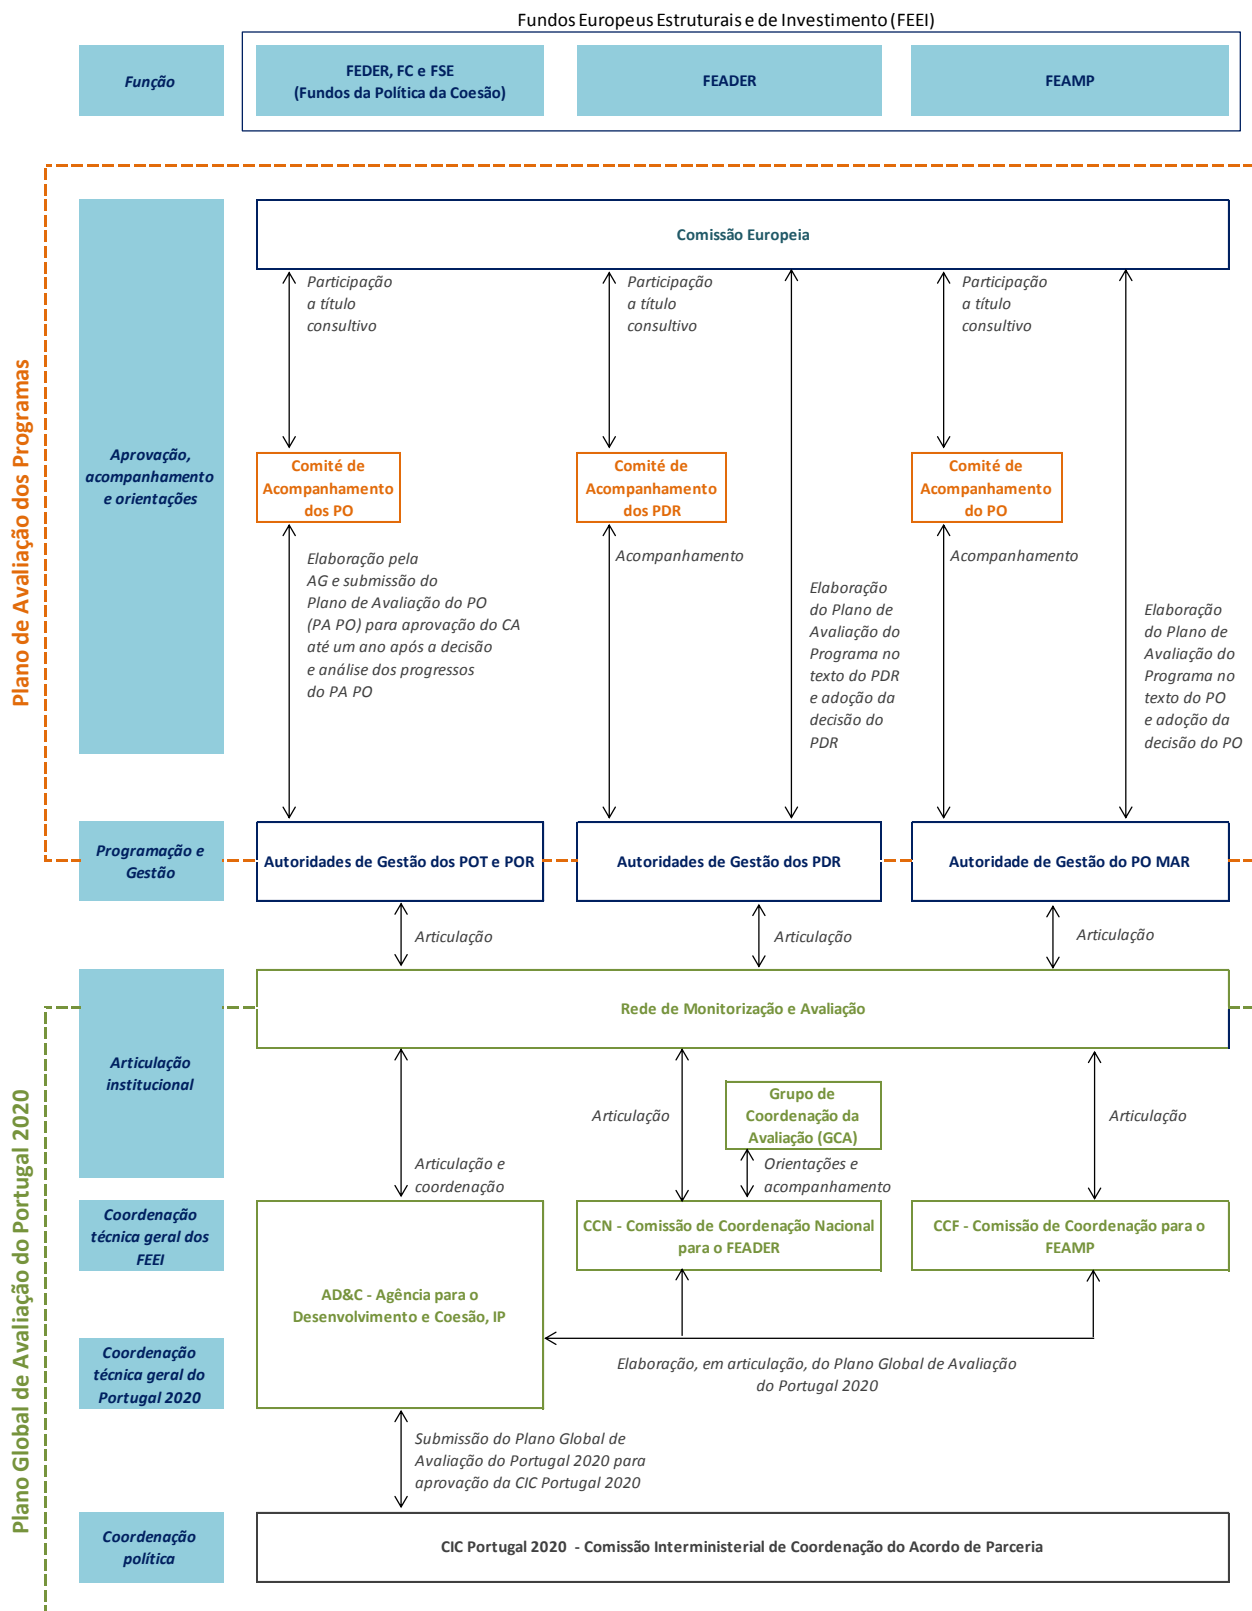 Fundos Europeus Estruturais e de Investimento (FEEI)
Função
FEDER, FC e FSE
(Fundos da Política da Coesão)
FEADER
FEAMP
Plano de Avaliação dos Programas
Aprovação,
acompanhamento
e orientações
Comissão Europeia
Participação
a título
consultivo
Participação
a título
consultivo
Participação
a título
consultivo
Comité de
Acompanhamento
dos PO
Comité de
Acompanhamento
dos PDR
Comité de
Acompanhamento
do PO
Elaboração pela
AG e submissão do
Plano de Avaliação do PO
(PA PO) para aprovação do CA
até um ano após a decisão
e análise dos progressos
do PA PO
Acompanhamento
Elaboração
do Plano de
Avaliação do
Programa no
texto do PDR
e adoção da
decisão do
PDR
Acompanhamento
Elaboração
do Plano de
Avaliação do
Programa no
texto do PO
e adoção da
decisão do PO
Programação e
Gestão
Autoridades de Gestão dos POT e POR
Autoridades de Gestão dos PDR
Autoridade de Gestão do PO MAR
Articulação
Articulação
Articulação
Plano Global de Avaliação do Portugal 2020
Articulação
institucional
Rede de Monitorização e Avaliação
Articulação e
coordenação
Articulação
Grupo de
Coordenação da
Avaliação (GCA)
Orientações e
acompanhamento
Articulação
Coordenação
técnica geral dos
FEEI
AD&C - Agência para o
Desenvolvimento e Coesão, IP
CCN - Comissão de Coordenação Nacional
para o FEADER
CCF - Comissão de Coordenação para o
FEAMP
Coordenação
técnica geral do
Portugal 2020
Elaboração, em articulação, do Plano Global de Avaliação
do Portugal 2020
Submissão do Plano Global de
Avaliação do Portugal 2020 para
aprovação da CIC Portugal 2020
Coordenação
política
CIC Portugal 2020 - Comissão Interministerial de Coordenação do Acordo de Parceria